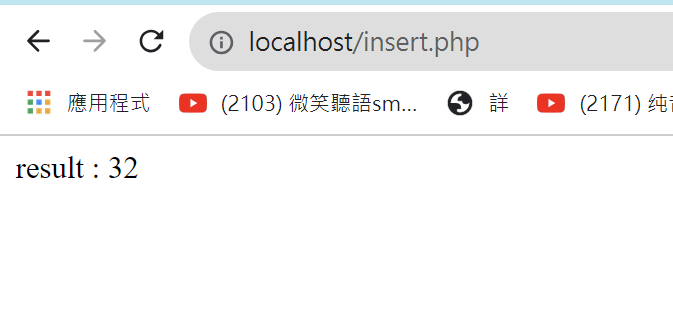 localhost/insert.php
應用程式 (2103) 微笑聽語sm... 詳 (2171) 纯
result : 32